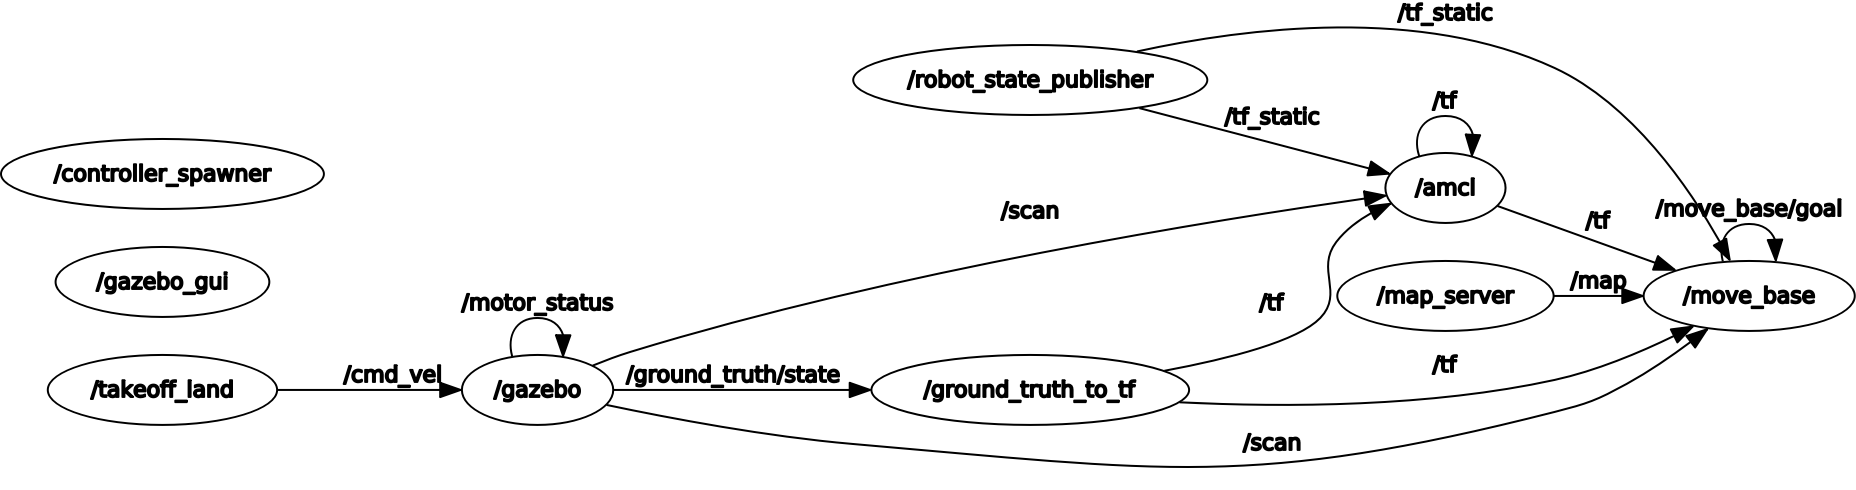 /tf_static
/robot_state_publisher
/tf
/tf_static
/controller_spawner
/amcl
/scan
/move_base/goal
/tf
/gazebo_gui
/map
/map_server
/move_base
/motor_status
/tf
/cmd_vel
/ground_truth/state
/tf
/takeoff_land
/gazebo
/ground_truth_to_tf
/scan